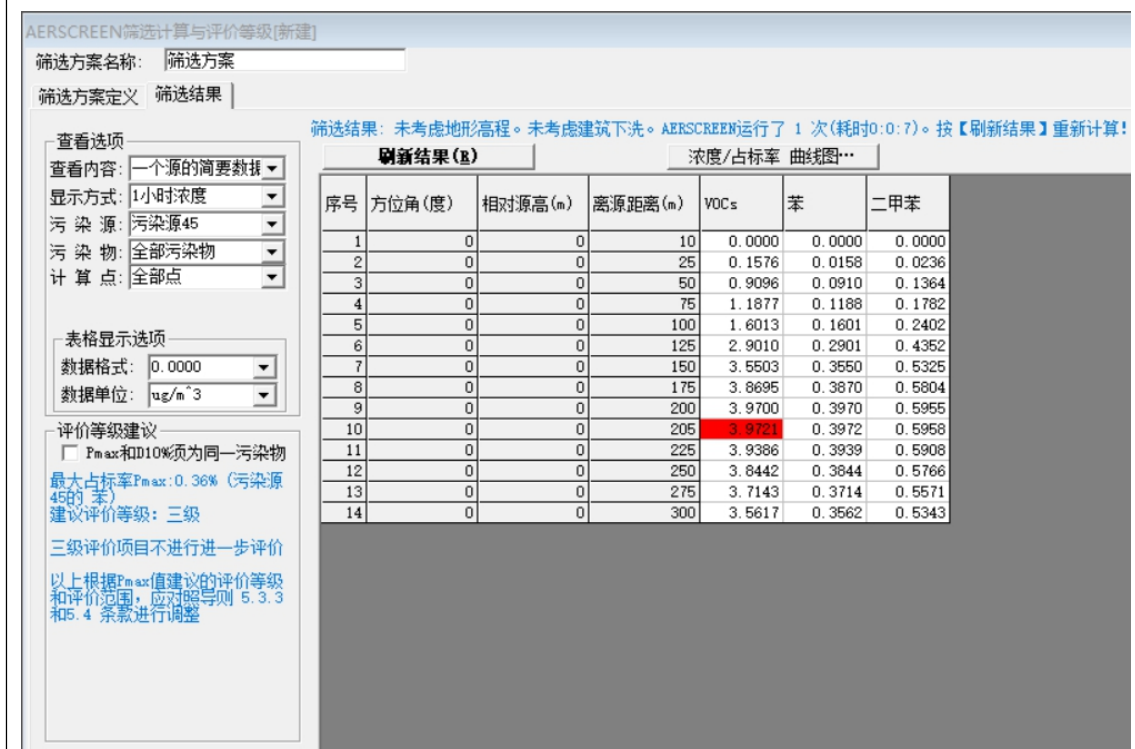 AERSCREEN筛选计算与评价等级[新建]
筛选方案名称: 筛选方案
筛选方案定义 筛选结果
筛选结果: 未考虑地形高程。未考虑建筑下洗。AERSCREEN运行了 1 次(耗时0:0:7)。按【刷新结果】重新计算!
刷新结果(R) 浓度/占标率 曲线图…
查看选项
查看内容: 一个源的简要数据
显示方式: 1小时浓度
污 染 源: 污染源45
污 染 物: 全部污染物
计 算 点: 全部点
表格显示选项
数据格式: 0.0000
数据单位: ug/m^3
评价等级建议
Pmax和D10%须为同一污染物
最大占标率Pmax:0.36% (污染源
45的 苯)
建议评价等级: 三级
三级评价项目不进行进一步评价
以上根据Pmax值建议的评价等级
和评价范围，应对照导则 5.3.3
和5.4 条款进行调整
序号 方位角(度) 相对源高(m) 离源距离(m) VOCs 苯 二甲苯
1 0 0 10 0.0000 0.0000 0.0000
2 0 0 25 0.1576 0.0158 0.0236
3 0 0 50 0.9096 0.0910 0.1364
4 0 0 75 1.1877 0.1188 0.1782
5 0 0 100 1.6013 0.1601 0.2402
6 0 0 125 2.9010 0.2901 0.4352
7 0 0 150 3.5503 0.3550 0.5325
8 0 0 175 3.8695 0.3870 0.5804
9 0 0 200 3.9700 0.3970 0.5955
10 0 0 205 3.9721 0.3972 0.5958
11 0 0 225 3.9386 0.3939 0.5908
12 0 0 250 3.8442 0.3844 0.5766
13 0 0 275 3.7143 0.3714 0.5571
14 0 0 300 3.5617 0.3562 0.5343